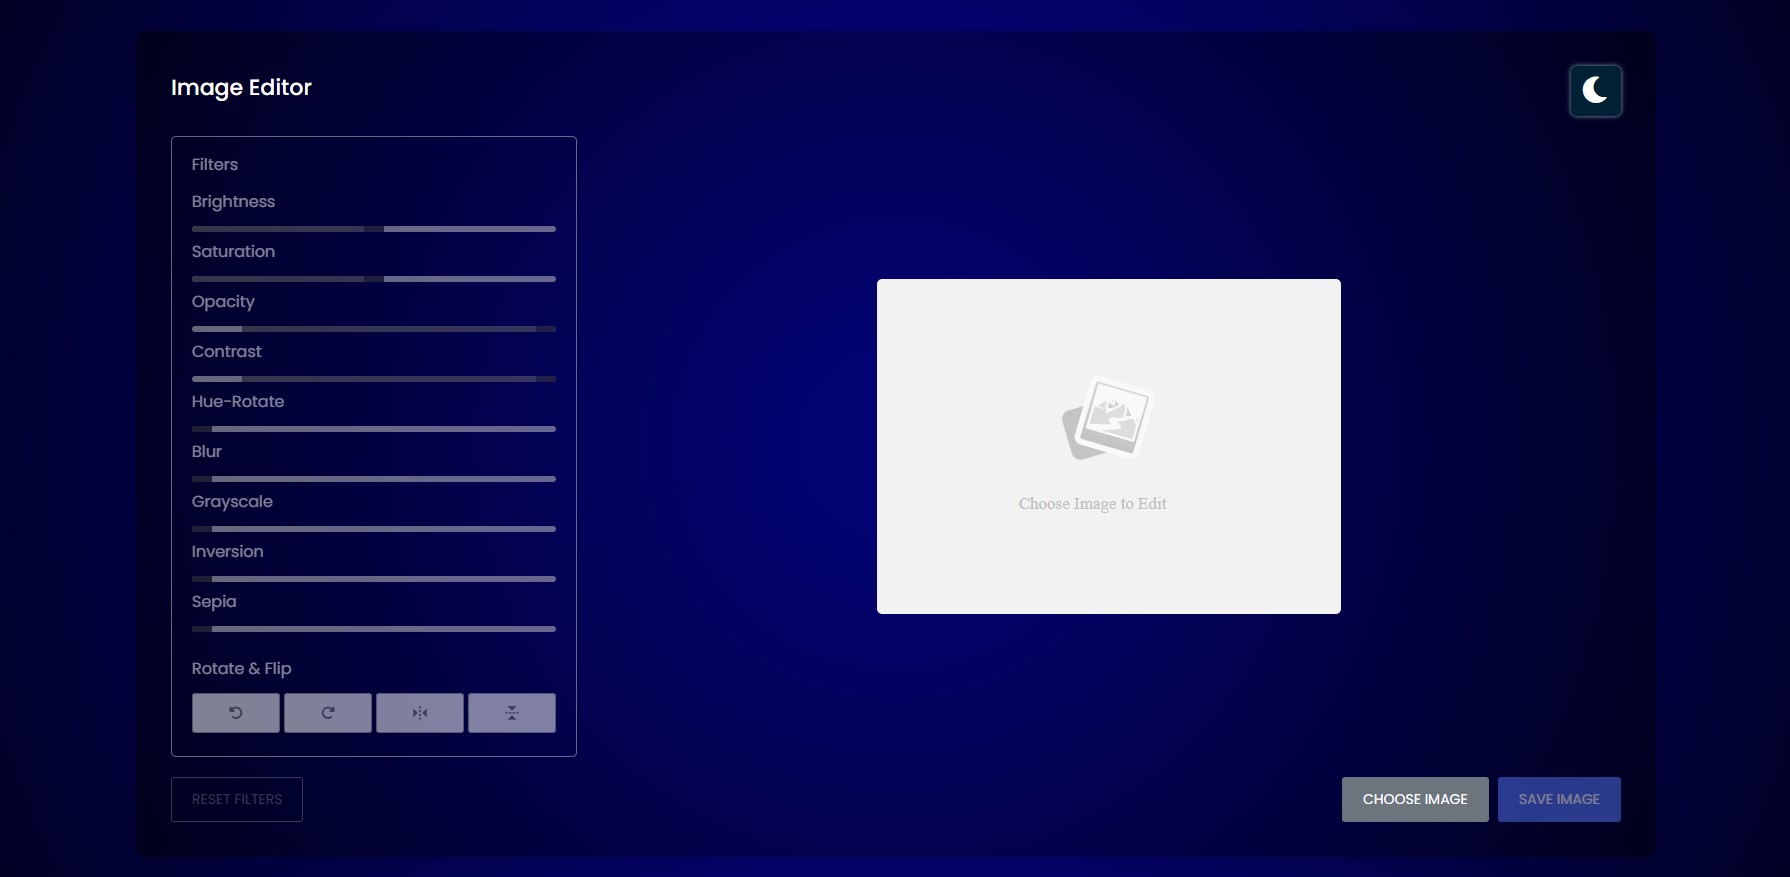 Image Editor
Filters
Brightness
Saturation
Opacity
Contrast
Hue-Rotate
Blur
Grayscale
Inversion
Sepia
Rotate & Flip
RESET FILTERS
Choose Image to Edit
CHOOSE IMAGE
SAVE IMAGE